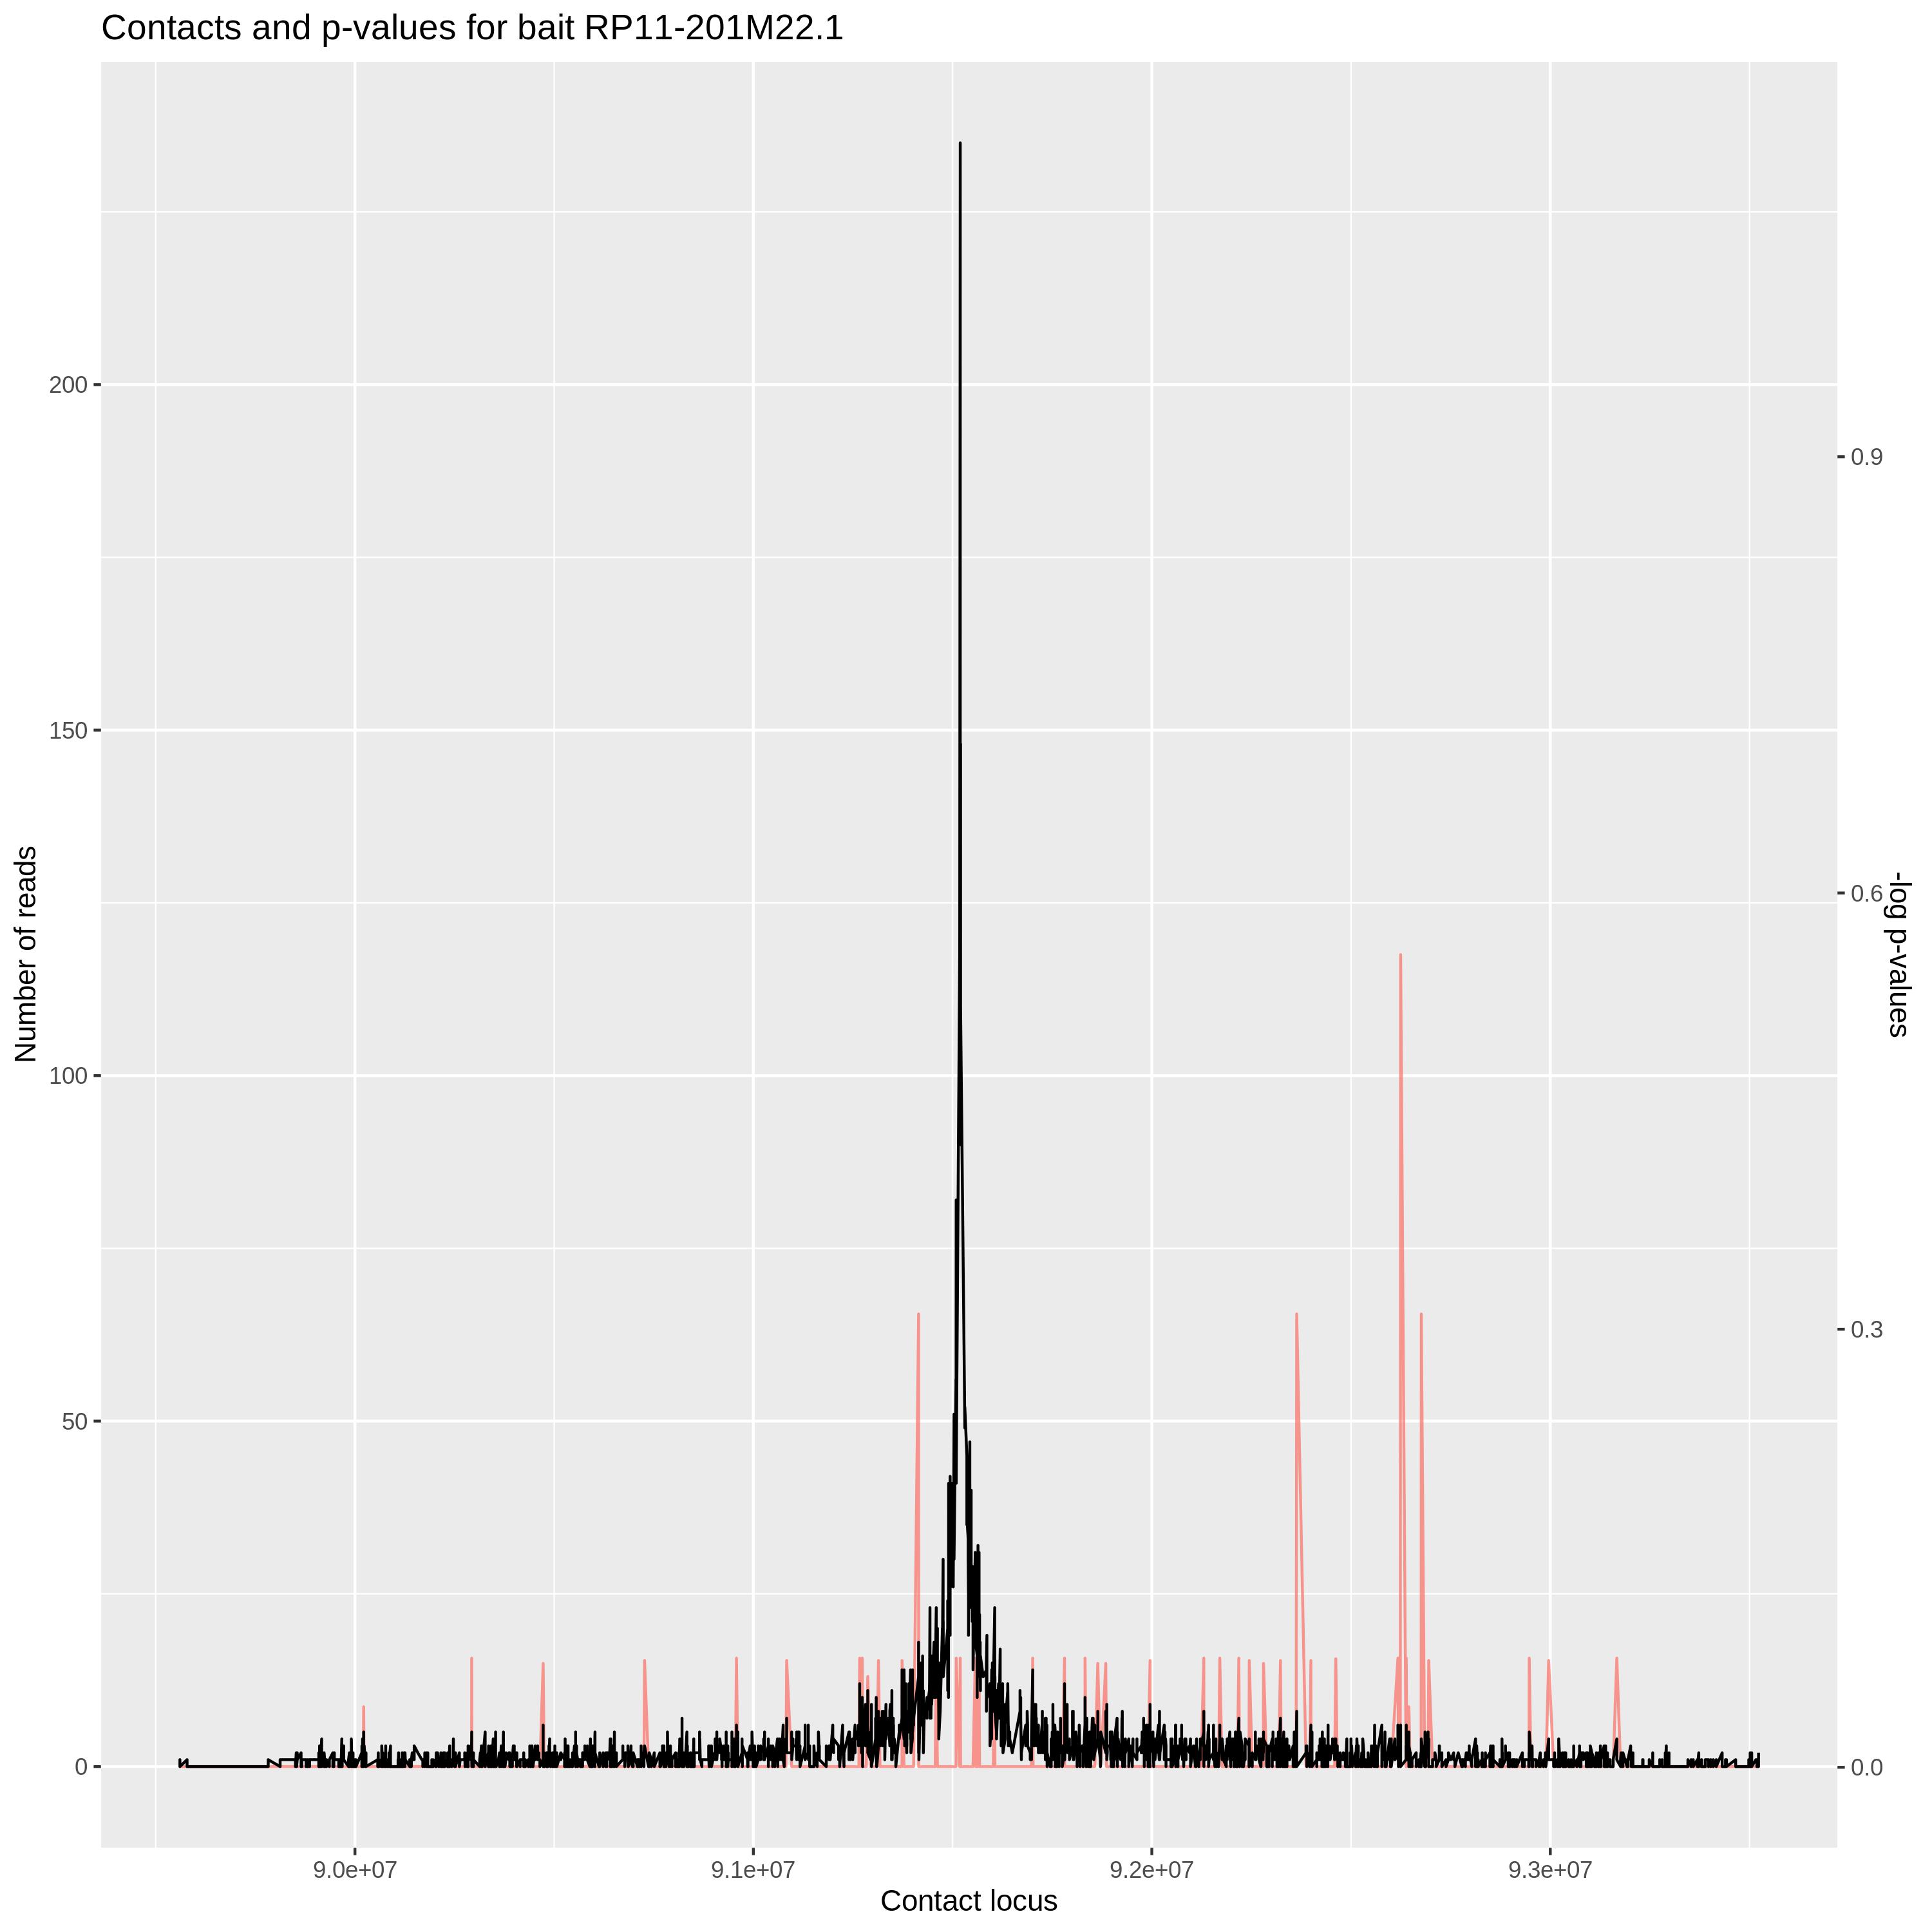 Contacts and p-values for bait RP11-201M22.1
200
150
100
50
0
Number of reads
0.9
0.6
0.3
0.0
-log p-values
9.0e+07
9.1e+07
9.2e+07
9.3e+07
Contact locus